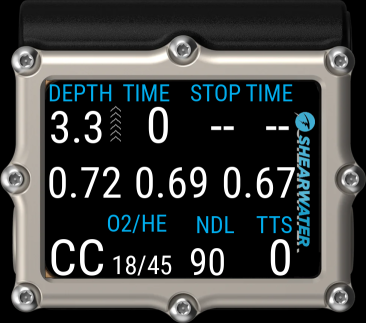 DEPTH TIME STOP TIME
3.3 0 -- --
0.72 0.69 0.67
O2/HE NDL TTS
CC 18/45 90 0
SHEARWATER